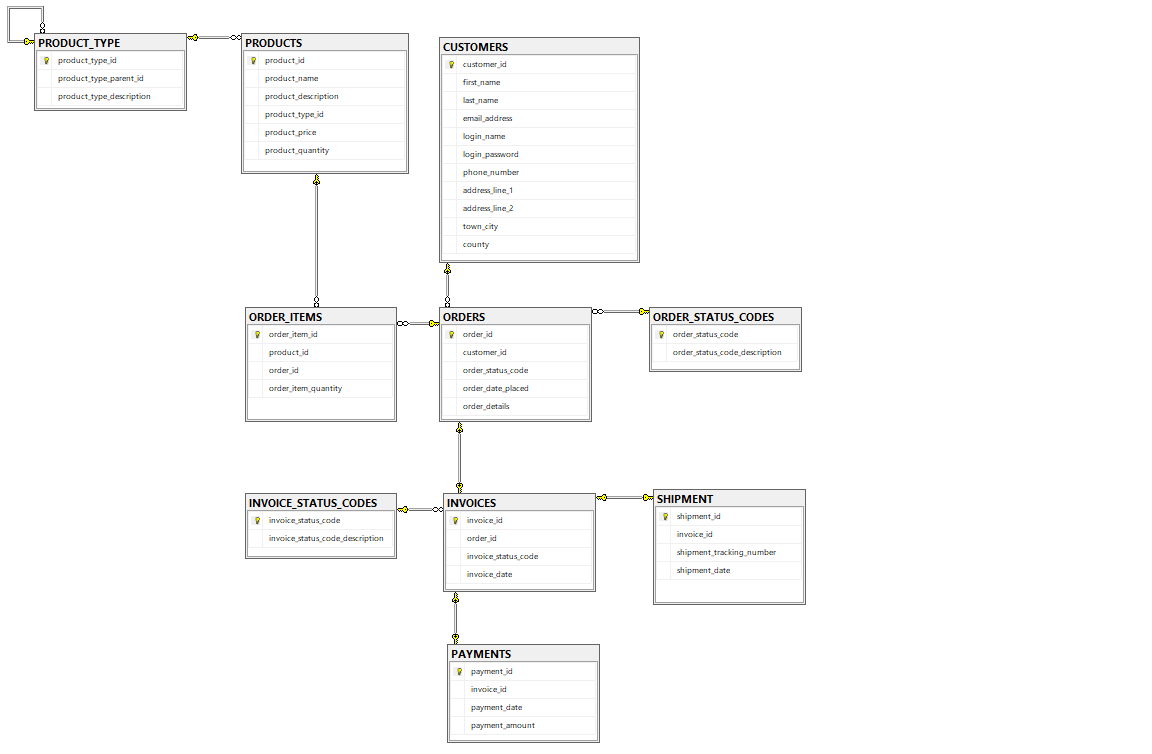 PRODUCT_TYPE
product_type_id
product_type_parent_id
product_type_description
PRODUCTS
product_id
product_name
product_description
product_type_id
product_price
product_quantity
CUSTOMERS
customer_id
first_name
last_name
email_address
login_name
login_password
phone_number
address_line_1
address_line_2
town_city
county
ORDER_ITEMS
order_item_id
product_id
order_id
order_item_quantity
ORDERS
order_id
customer_id
order_status_code
order_date_placed
order_details
ORDER_STATUS_CODES
order_status_code
order_status_code_description
INVOICE_STATUS_CODES
invoice_status_code
invoice_status_code_description
INVOICES
invoice_id
order_id
invoice_status_code
invoice_date
SHIPMENT
shipment_id
invoice_id
shipment_tracking_number
shipment_date
PAYMENTS
payment_id
invoice_id
payment_date
payment_amount